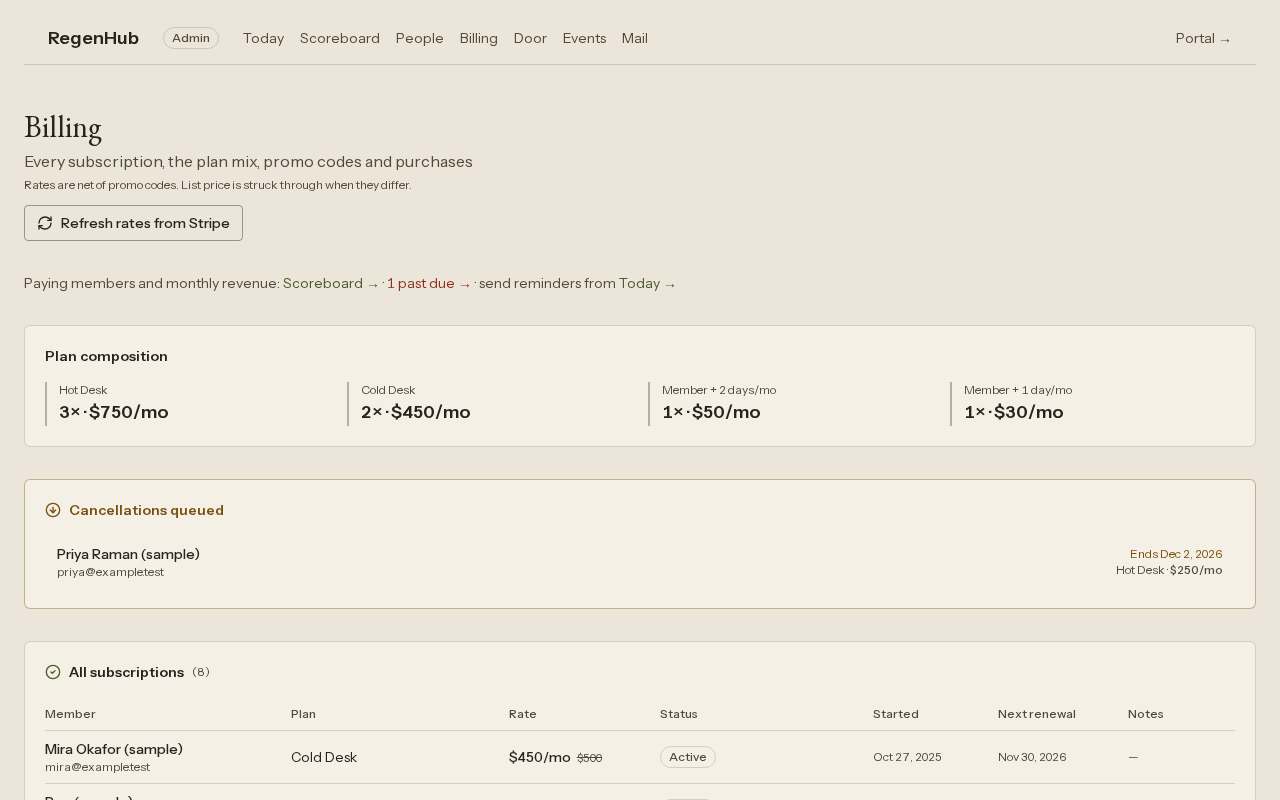 RegenHub Admin Today Scoreboard People Billing Door Events Mail Portal →
Billing
Every subscription, the plan mix, promo codes and purchases
Rates are net of promo codes. List price is struck through when they differ.
Refresh rates from Stripe
Paying members and monthly revenue: Scoreboard → · 1 past due → · send reminders from Today →
Plan composition
Hot Desk Cold Desk Member + 2 days/mo Member + 1 day/mo
3× · $750/mo 2× · $450/mo 1× · $50/mo 1× · $30/mo
Cancellations queued
Priya Raman (sample) Ends Dec 2, 2026
priya@example.test Hot Desk · $250/mo
All subscriptions (8)
Member Plan Rate Status Started Next renewal Notes
Mira Okafor (sample) Cold Desk $450/mo $500 Active Oct 27, 2025 Nov 30, 2026 —
mira@example.test